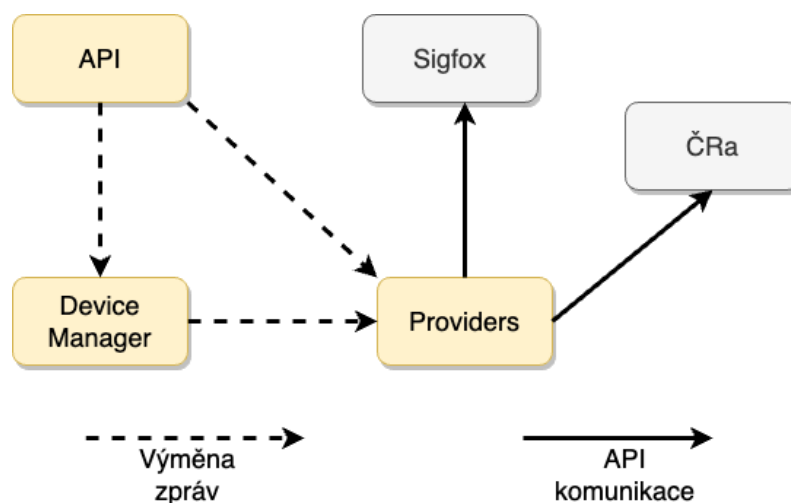 API
Sigfox
ČRa
Device
Manager
Providers
Výměna
zpráv
API
komunikace